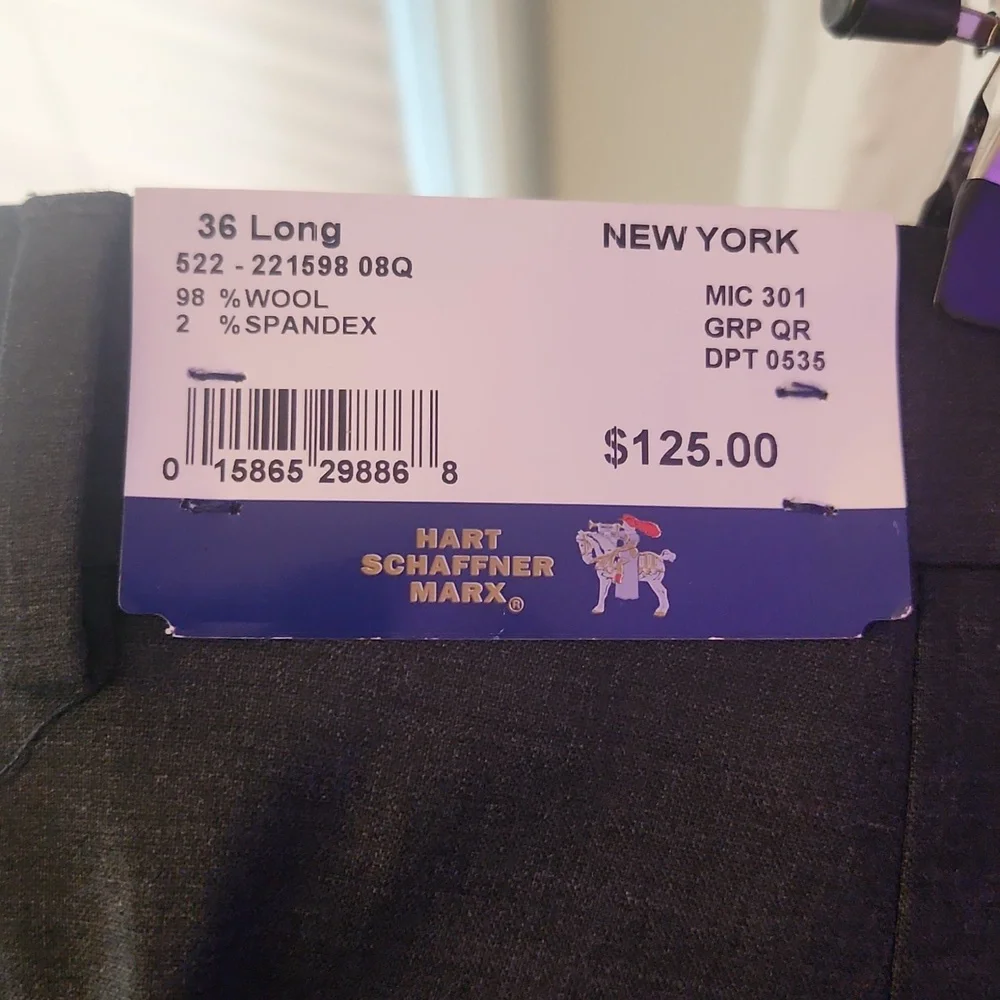 36 Long
522 - 221598 08Q
98 %WOOL
2 %SPANDEX
NEW YORK
MIC 301
GRP QR
DPT 0535
0 15865 29886 8
$125.00
HART
SCHAFFNER
MARX®